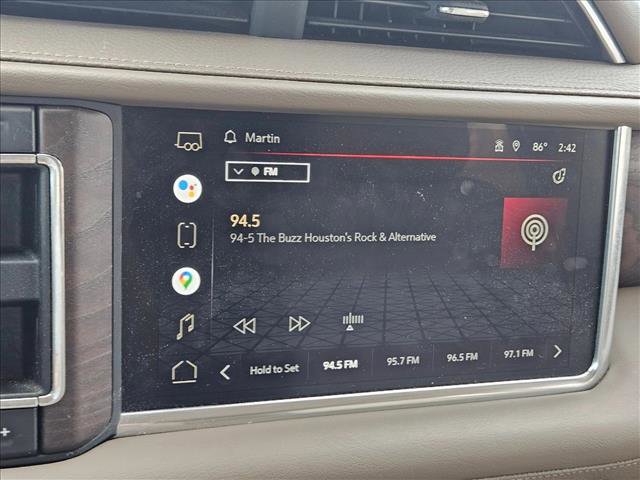 Martin
86° 2:42
FM
94.5
94-5 The Buzz Houston's Rock & Alternative
Hold to Set 94.5 FM 95.7 FM 96.5 FM 97.1 FM
+